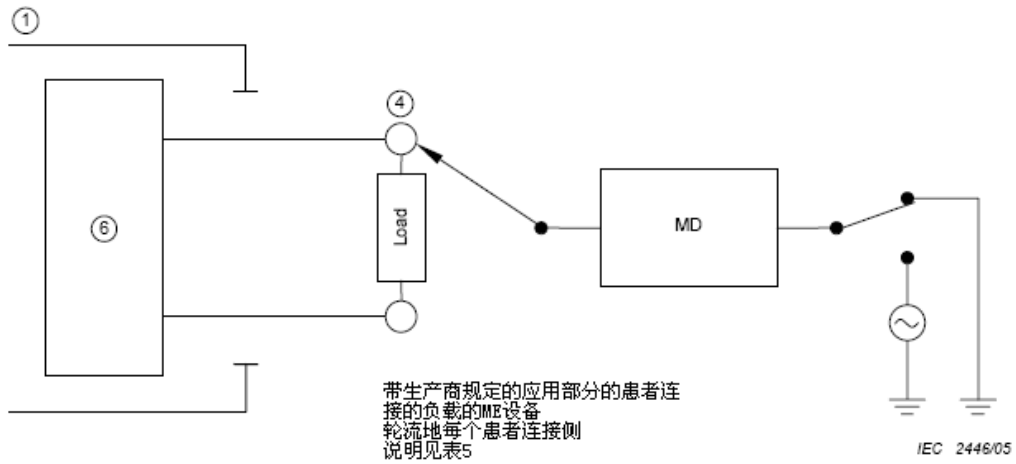 ①
④
⑥
Load
MD
带生产商规定的应用部分的患者连
接的负载的ME设备
轮流地每个患者连接侧
说明见表5
IEC 2446/05